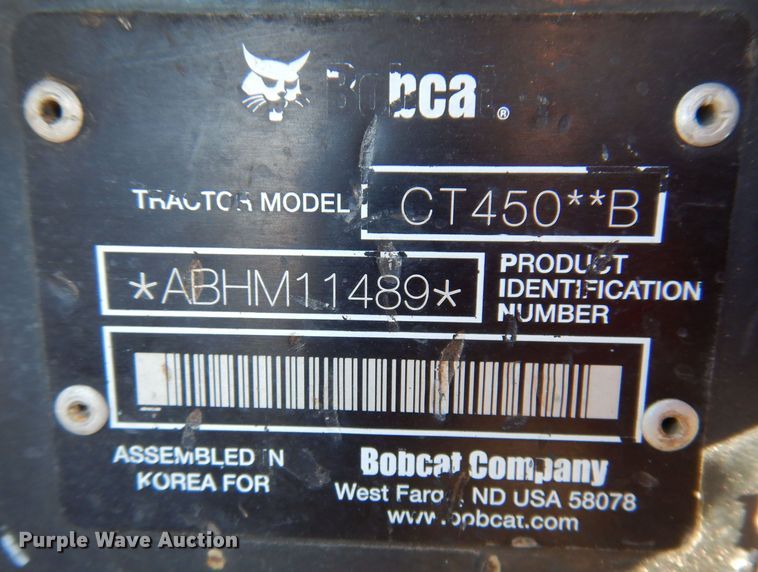 Bobcat®
TRACTOR MODEL CT450**B
*ABHM11489*
PRODUCT
IDENTIFICATION
NUMBER
ASSEMBLED IN
KOREA FOR
Bobcat Company
West Fargo, ND USA 58078
www.bobcat.com
Purple Wave Auction